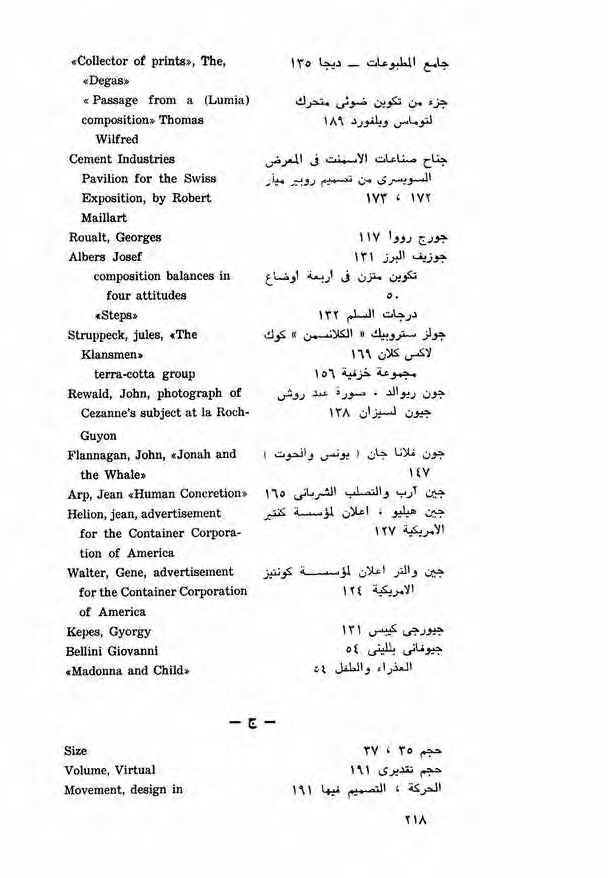 «Collector of prints», The, جامع المطبوعات — ديجا ١٣٥
«Degas»
« Passage from a (Lumia) جزء من تكوين ضوئى متحرك
composition» Thomas لتوماس ويلفورد ١٨٩
Wilfred
Cement Industries جناح صناعات الاسمنت فى المعرض
Pavilion for the Swiss السويسرى من تصميم روبير ميار
Exposition, by Robert ١٧٢ ، ١٧٣
Maillart
Roualt, Georges جورج روو١ ١١٧
Albers Josef جوزيف البرز ١٣١
composition balances in تكوين متزن فى أربعة اوضاع
four attitudes ٥٠
«Steps» درجات السلم ١٣٢
Struppeck, jules, «The جولز ستروبيك « الكلانسمن » كوك
Klansmen» لاكس كلان ١٦٩
terra-cotta group مجموعة خزفية ١٥٦
Rewald, John, photograph of جون ريوالد ، صورة عند روش
Cezanne's subject at la Roch- جيون لسيزان ١٢٨
Guyon
Flannagan, John, «Jonah and جون فلانا جان ( يونس والحوت )
the Whale» ١٤٧
Arp, Jean «Human Concretion» جين آرب والتصلب الشربانى ١٦٥
Helion, jean, advertisement جين هيليو ، اعلان لمؤسسة كنتير
for the Container Corpora- الامريكية ١٢٧
tion of America
Walter, Gene, advertisement جين والتر اعلان لمؤسسة كونتيز
for the Container Corporation الامريكية ١٢٤
of America
Kepes, Gyorgy جيورجى كيبس ١٣١
Bellini Giovanni جيوفانى بللينى ٥٤
«Madonna and Child» العذراء والطفل ٥٤
— ج —
Size حجم ٣٥ ، ٣٧
Volume, Virtual حجم تقديرى ١٩١
Movement, design in الحركة ، التصميم فيها ١٩١
٢١٨